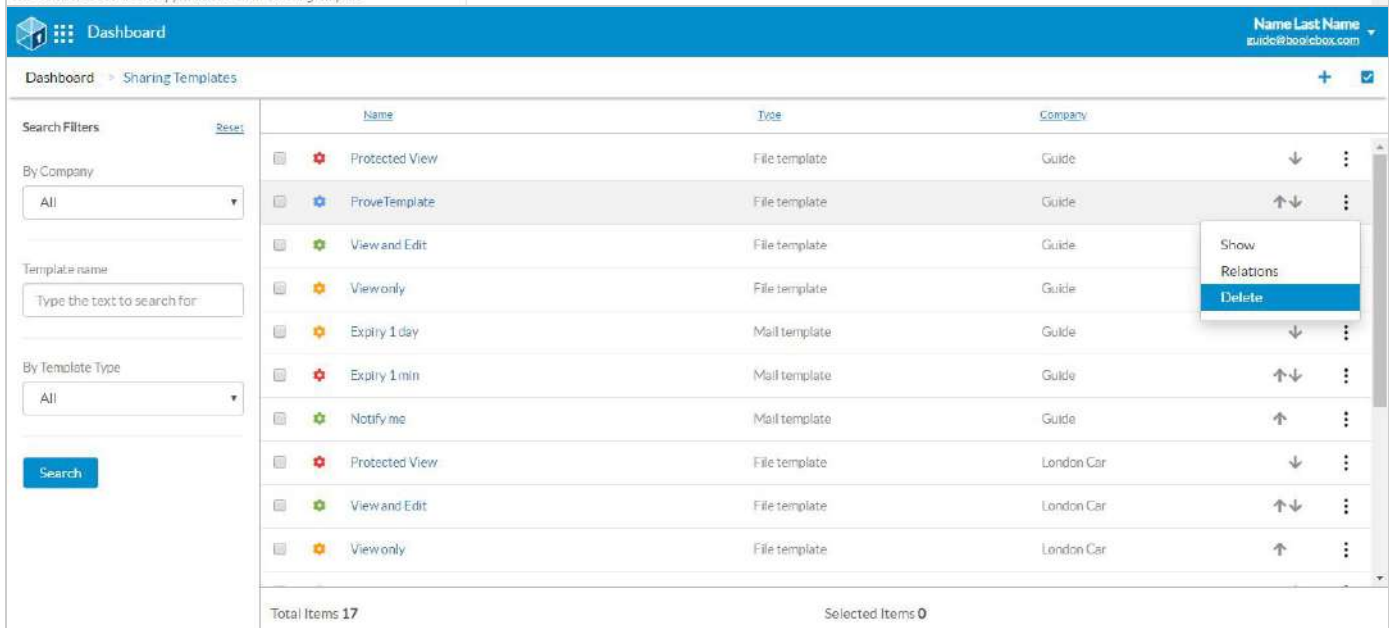 Dashboard
Name Last Name
guide@boolebox.com
Dashboard > Sharing Templates
Search Filters Reset
By Company
All
Template name
Type the text to search for
By Template Type
All
Search
Name Type Company
Protected View File template Guide
ProveTemplate File template Guide
View and Edit File template Guide
View only File template Guide
Expiry 1 day Mail template Guide
Expiry 1 min Mail template Guide
Notify me Mail template Guide
Protected View File template London Car
View and Edit File template London Car
View only File template London Car
Show
Relations
Delete
Total Items 17 Selected Items 0